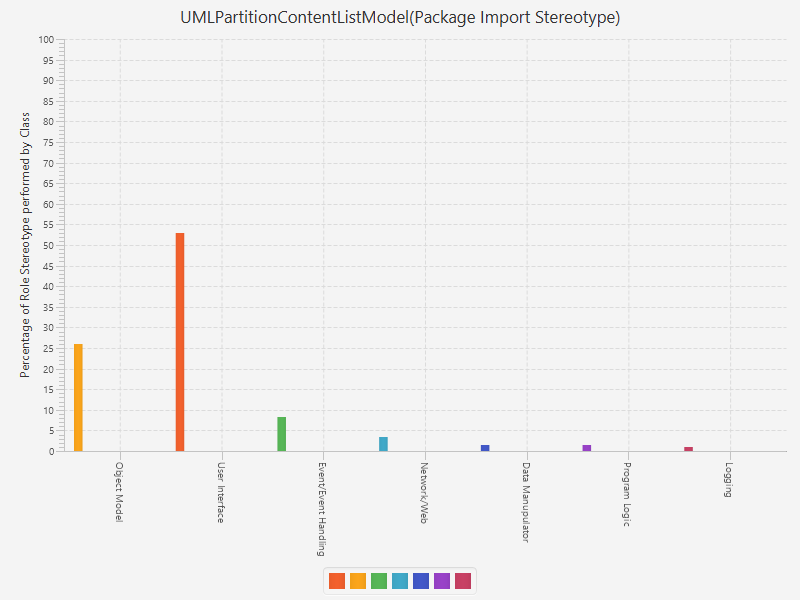 UMLPartitionContentListModel(Package Import Stereotype)
Percentage of Role Stereotype performed by Class
100
95
90
85
80
75
70
65
60
55
50
45
40
35
30
25
20
15
10
5
0
Object Model
User Interface
Event/Event Handling
Network/Web
Data Manupulator
Program Logic
Logging